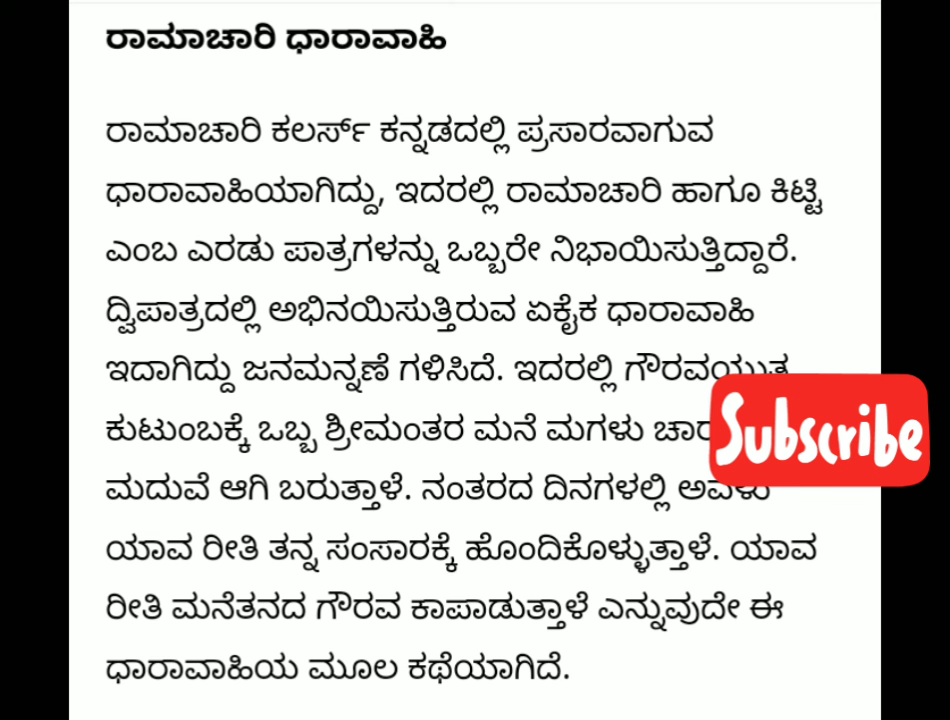 ರಾಮಾಚಾರಿ ಧಾರಾವಾಹಿ
ರಾಮಾಚಾರಿ ಕಲರ್ಸ್ ಕನ್ನಡದಲ್ಲಿ ಪ್ರಸಾರವಾಗುವ
ಧಾರಾವಾಹಿಯಾಗಿದ್ದು, ಇದರಲ್ಲಿ ರಾಮಾಚಾರಿ ಹಾಗೂ ಕಿಟ್ಟಿ
ಎಂಬ ಎರಡು ಪಾತ್ರಗಳನ್ನು ಒಬ್ಬರೇ ನಿಭಾಯಿಸುತ್ತಿದ್ದಾರೆ.
ದ್ವಿಪಾತ್ರದಲ್ಲಿ ಅಭಿನಯಿಸುತ್ತಿರುವ ಏಕೈಕ ಧಾರಾವಾಹಿ
ಇದಾಗಿದ್ದು ಜನಮನ್ನಣೆ ಗಳಿಸಿದೆ. ಇದರಲ್ಲಿ ಗೌರವಯುತ
ಕುಟುಂಬಕ್ಕೆ ಒಬ್ಬ ಶ್ರೀಮಂತರ ಮನೆ ಮಗಳು
Subscribe
ಮದುವೆ ಆಗಿ ಬರುತ್ತಾಳೆ. ನಂತರದ ದಿನಗಳಲ್ಲಿ ಅವಳು
ಯಾವ ರೀತಿ ತನ್ನ ಸಂಸಾರಕ್ಕೆ ಹೊಂದಿಕೊಳ್ಳುತ್ತಾಳೆ. ಯಾವ
ರೀತಿ ಮನೆತನದ ಗೌರವ ಕಾಪಾಡುತ್ತಾಳೆ ಎನ್ನುವುದೇ ಈ
ಧಾರಾವಾಹಿಯ ಮೂಲ ಕಥೆಯಾಗಿದೆ.